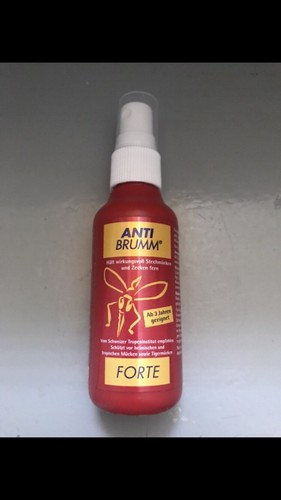 ANTI
BRUMM®
Hält wirkungsvoll Stechmücken
und Zecken fern
Ab 3 Jahren
geeignet
Vom Schweizer Tropeninstitut empfohlen
Schützt vor heimischen und
tropischen Mücken sowie Tigermücken
FORTE